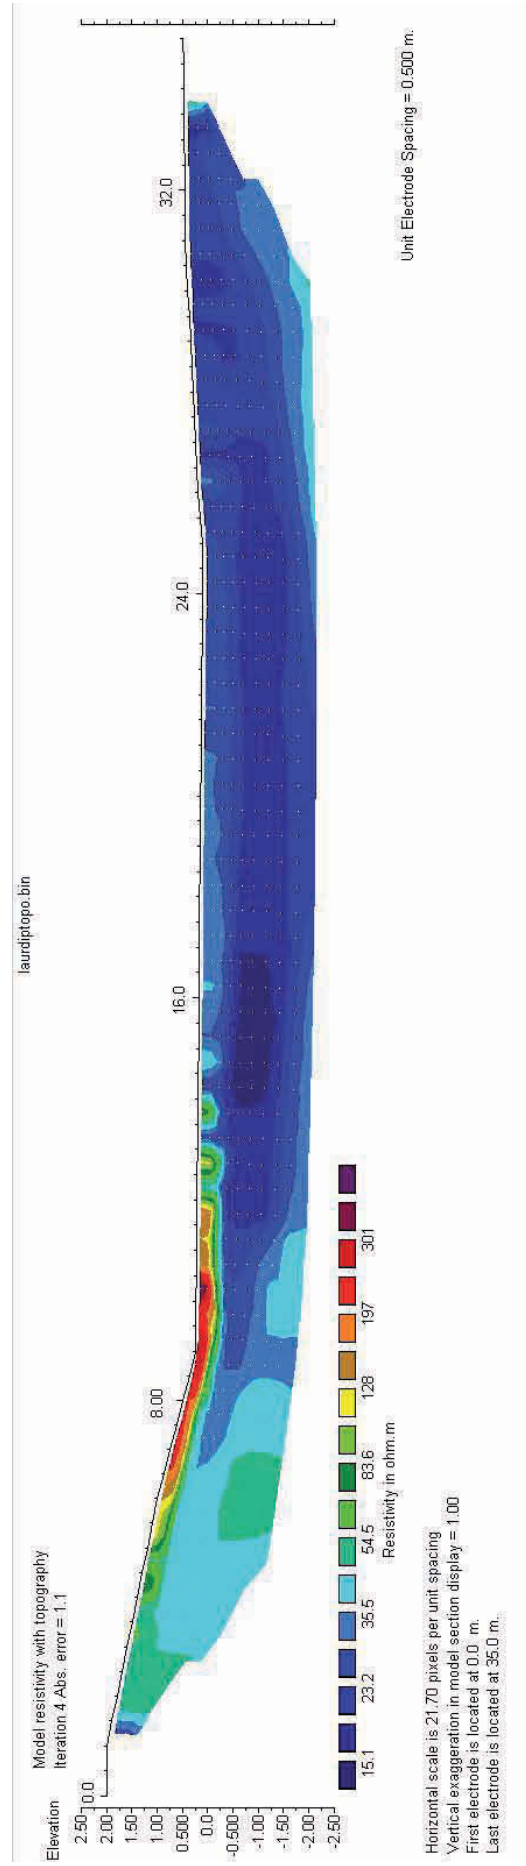 laurdiptopo.bin
Model resistivity with topography
Iteration 4 Abs. error = 1.1
Elevation
0.0
8.00
16.0
24.0
32.0
2.50
2.00
1.50
1.00
0.500
0.0
-0.500
-1.00
-1.50
-2.00
-2.50
15.1 23.2 35.5 54.5 83.6 128 197 301
Resistivity in ohm.m
Unit Electrode Spacing = 0.500 m.
Horizontal scale is 21.70 pixels per unit spacing
Vertical exaggeration in model section display = 1.00
First electrode is located at 0.0 m.
Last electrode is located at 35.0 m.